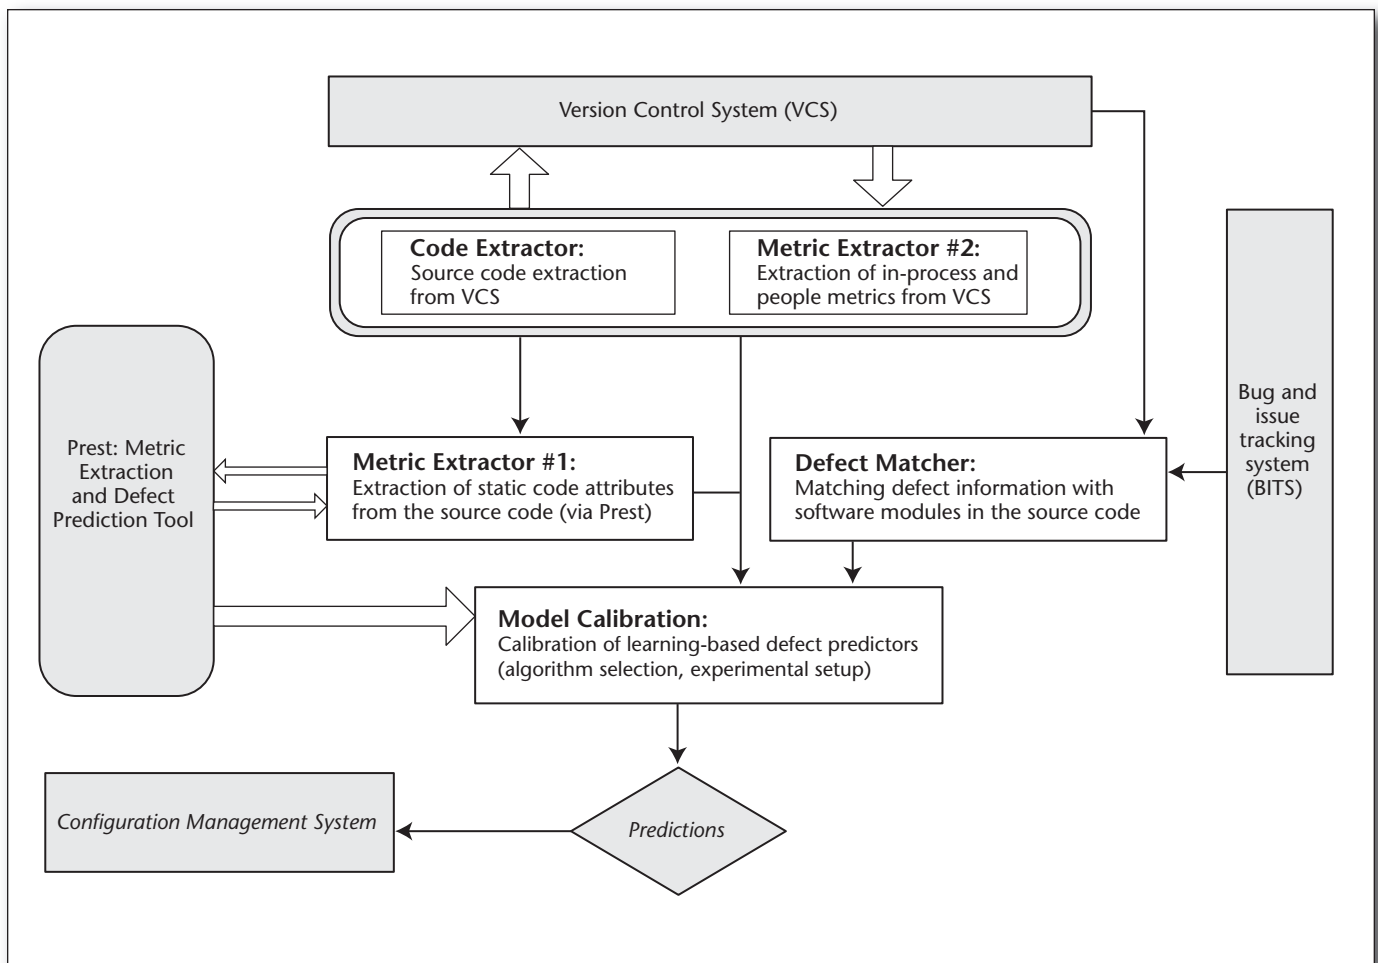 Version Control System (VCS)
Code Extractor:
Source code extraction
from VCS
Metric Extractor #2:
Extraction of in-process and
people metrics from VCS
Prest: Metric
Extraction
and Defect
Prediction Tool
Metric Extractor #1:
Extraction of static code attributes
from the source code (via Prest)
Defect Matcher:
Matching defect information with
software modules in the source code
Bug and
issue
tracking
system
(BITS)
Model Calibration:
Calibration of learning-based defect predictors
(algorithm selection, experimental setup)
Configuration Management System
Predictions